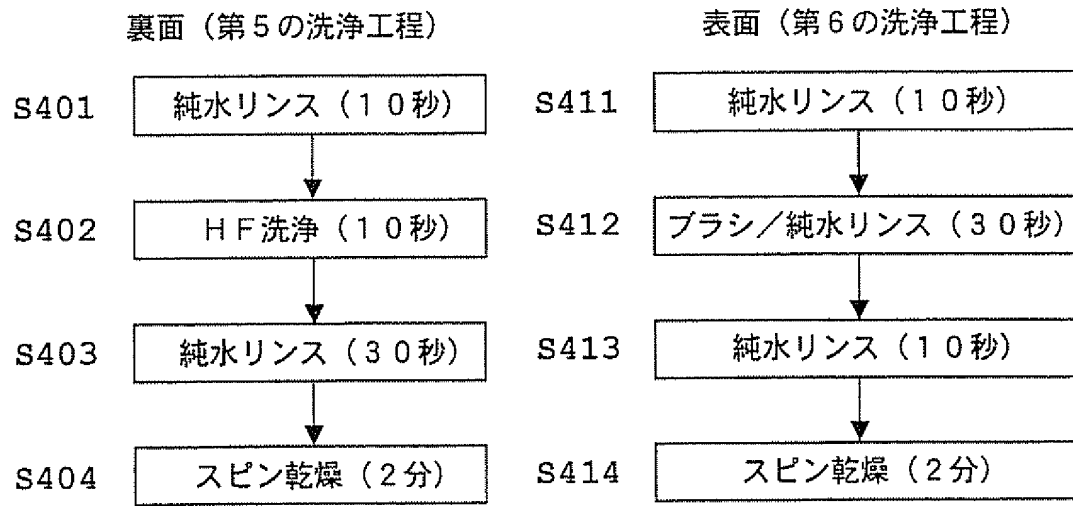 裏面（第５の洗浄工程）
S401 純水リンス（１０秒）
S402 ＨＦ洗浄（１０秒）
S403 純水リンス（３０秒）
S404 スピン乾燥（２分）
表面（第６の洗浄工程）
S411 純水リンス（１０秒）
S412 ブラシ／純水リンス（３０秒）
S413 純水リンス（１０秒）
S414 スピン乾燥（２分）